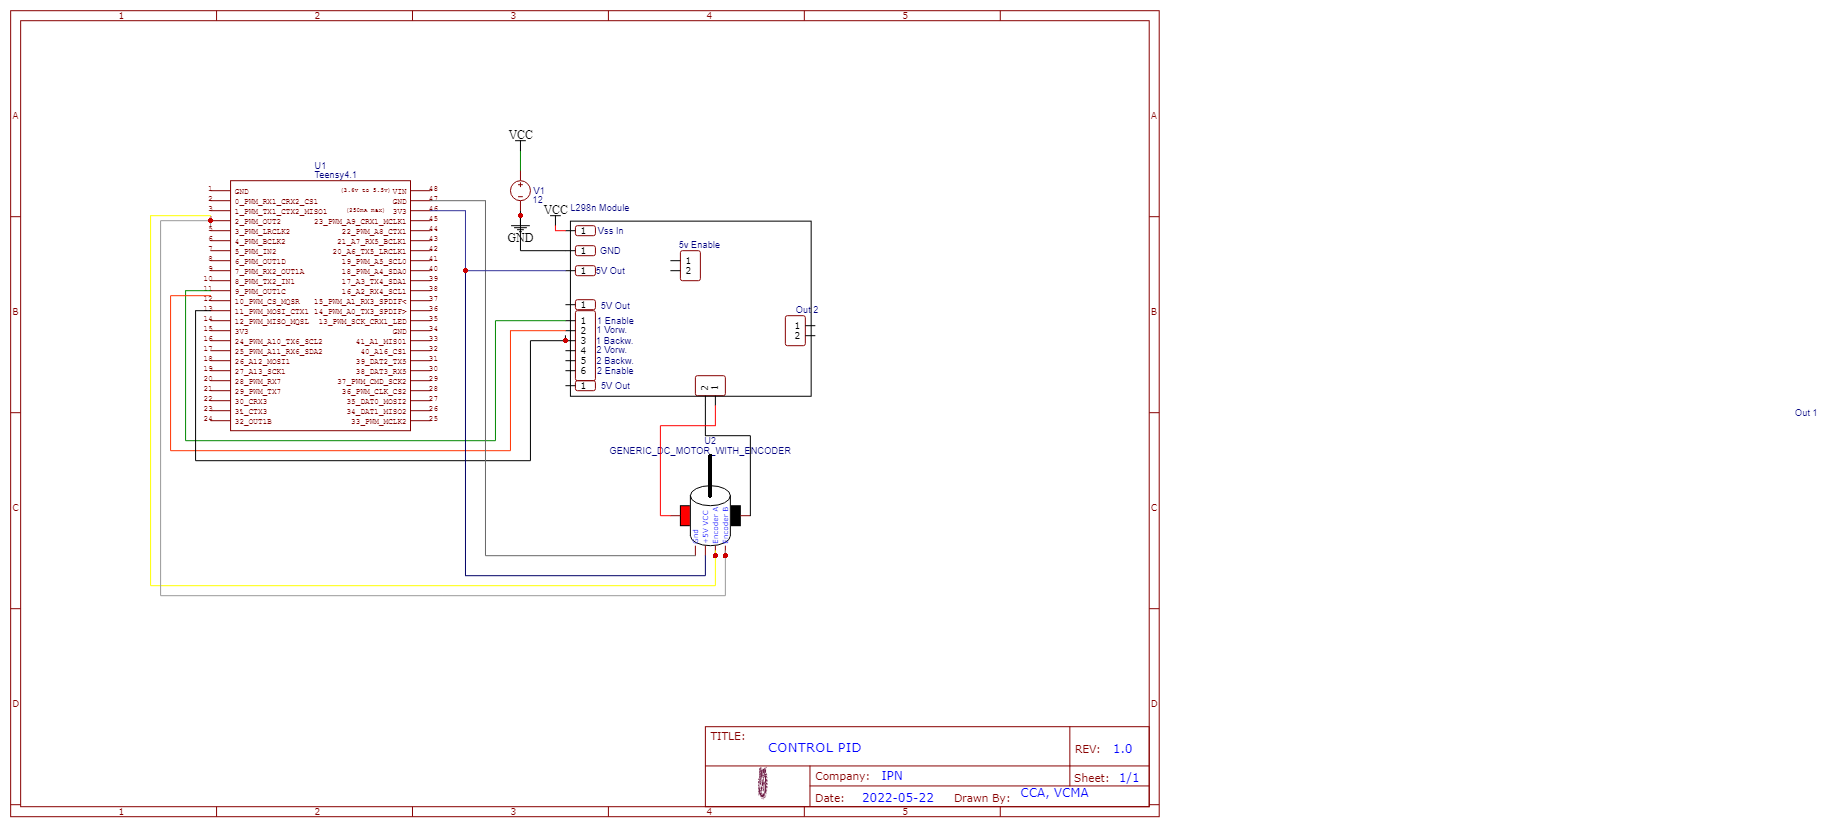 1 2 3 4 5
A A
B B
C C
D D
VCC
V1
12
GND
U1
Teensy4.1
1 GND
2 0_PWM_RX1_CRX2_CS1
3 1_PWM_TX1_CTX2_MISO1
2_PWM_OUT2
5 3_PWM_LRCLK2
6 4_PWM_BCLK2
7 5_PWM_IN2
8 6_PWM_OUT1D
9 7_PWM_RX2_OUT1A
10 8_PWM_TX2_IN1
11 9_PWM_OUT1C
12 10_PWM_CS_MQSR
13 11_PWM_MOSI_CTX1
14 12_PWM_MISO_MQSL
15 3V3
16 24_PWM_A10_TX6_SCL2
17 25_PWM_A11_RX6_SDA2
18 26_A12_MOSI1
19 27_A13_SCK1
20 28_PWM_RX7
21 29_PWM_TX7
22 30_CRX3
23 31_CTX3
24 32_OUT1B
(3.6v to 5.5v) VIN 48
GND 47
(250mA max) 3V3 46
23_PWM_A9_CRX1_MCLK1 45
22_PWM_A8_CTX1 44
21_A7_RX5_BCLK1 43
20_A6_TX5_LRCLK1 42
19_PWM_A5_SCL0 41
18_PWM_A4_SDA0 40
17_A3_TX4_SDA1 39
16_A2_RX4_SCL1 38
15_PWM_A1_RX3_SPDIF< 37
14_PWM_A0_TX3_SPDIF> 36
13_PWM_SCK_CRX1_LED 35
GND 34
41_A1_MISO1 33
40_A16_CS1 32
39_DAT2_TX5 31
38_DAT3_RX5 30
37_PWM_CMD_SCK2 29
36_PWM_CLK_CS2 28
35_DAT0_MOSI2 27
34_DAT1_MISO2 26
33_PWM_MCLK2 25
VCC
L298n Module
1 Vss In
1 GND
1 5V Out
5v Enable
1
2
1 5V Out
1 1 Enable
2 1 Vorw.
3 1 Backw.
4 2 Vorw.
5 2 Backw.
6 2 Enable
1 5V Out
Out 2
1
2
2 1
Out 1
U2
GENERIC_DC_MOTOR_WITH_ENCODER
Gnd
+5V VCC
Encoder A
Encoder B
TITLE:
CONTROL PID
REV: 1.0
Company: IPN
Sheet: 1/1
Date: 2022-05-22 Drawn By: CCA, VCMA
1 2 3 4 5